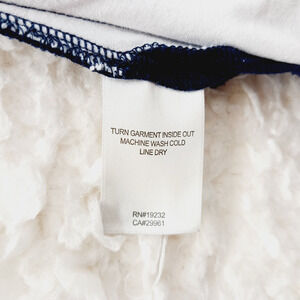 TURN GARMENT INSIDE OUT
MACHINE WASH COLD
LINE DRY
RN#19232
CA#29961